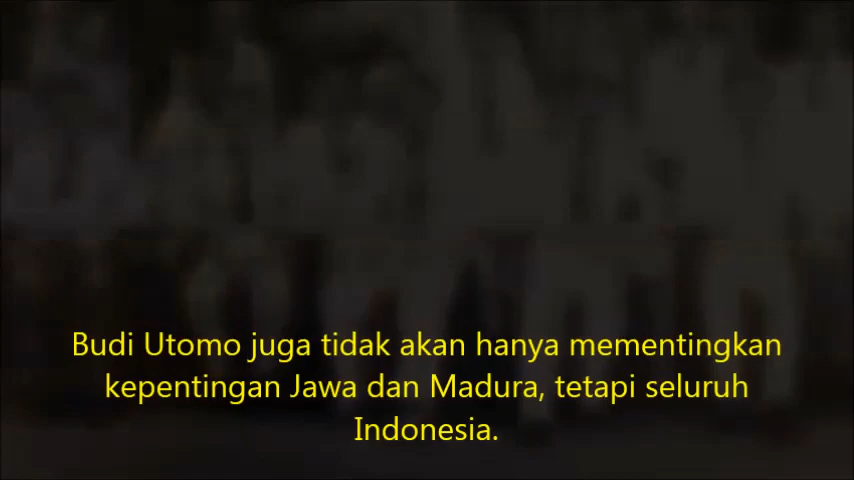 Budi Utomo juga tidak akan hanya mementingkan
kepentingan Jawa dan Madura, tetapi seluruh
Indonesia.